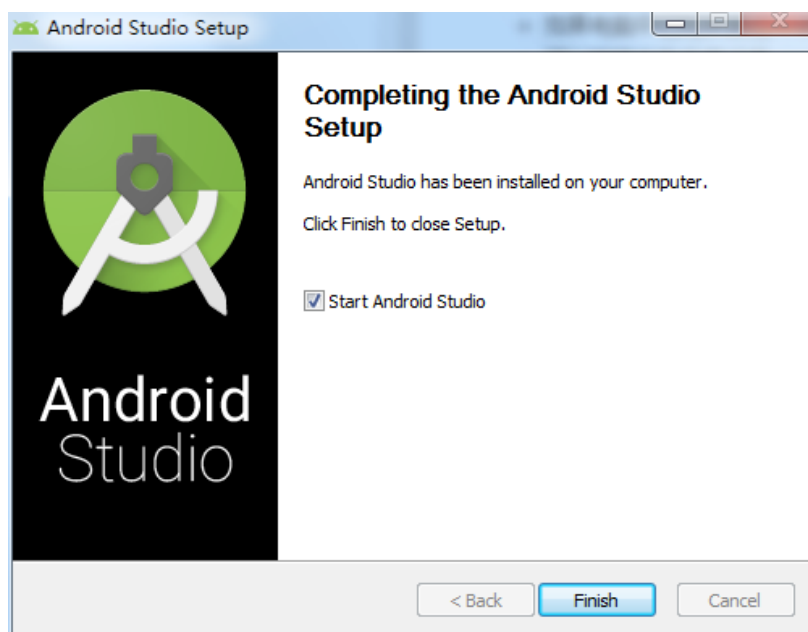 Android Studio Setup
Completing the Android Studio
Setup
Android Studio has been installed on your computer.
Click Finish to close Setup.
Start Android Studio
Android
Studio
< Back
Finish
Cancel